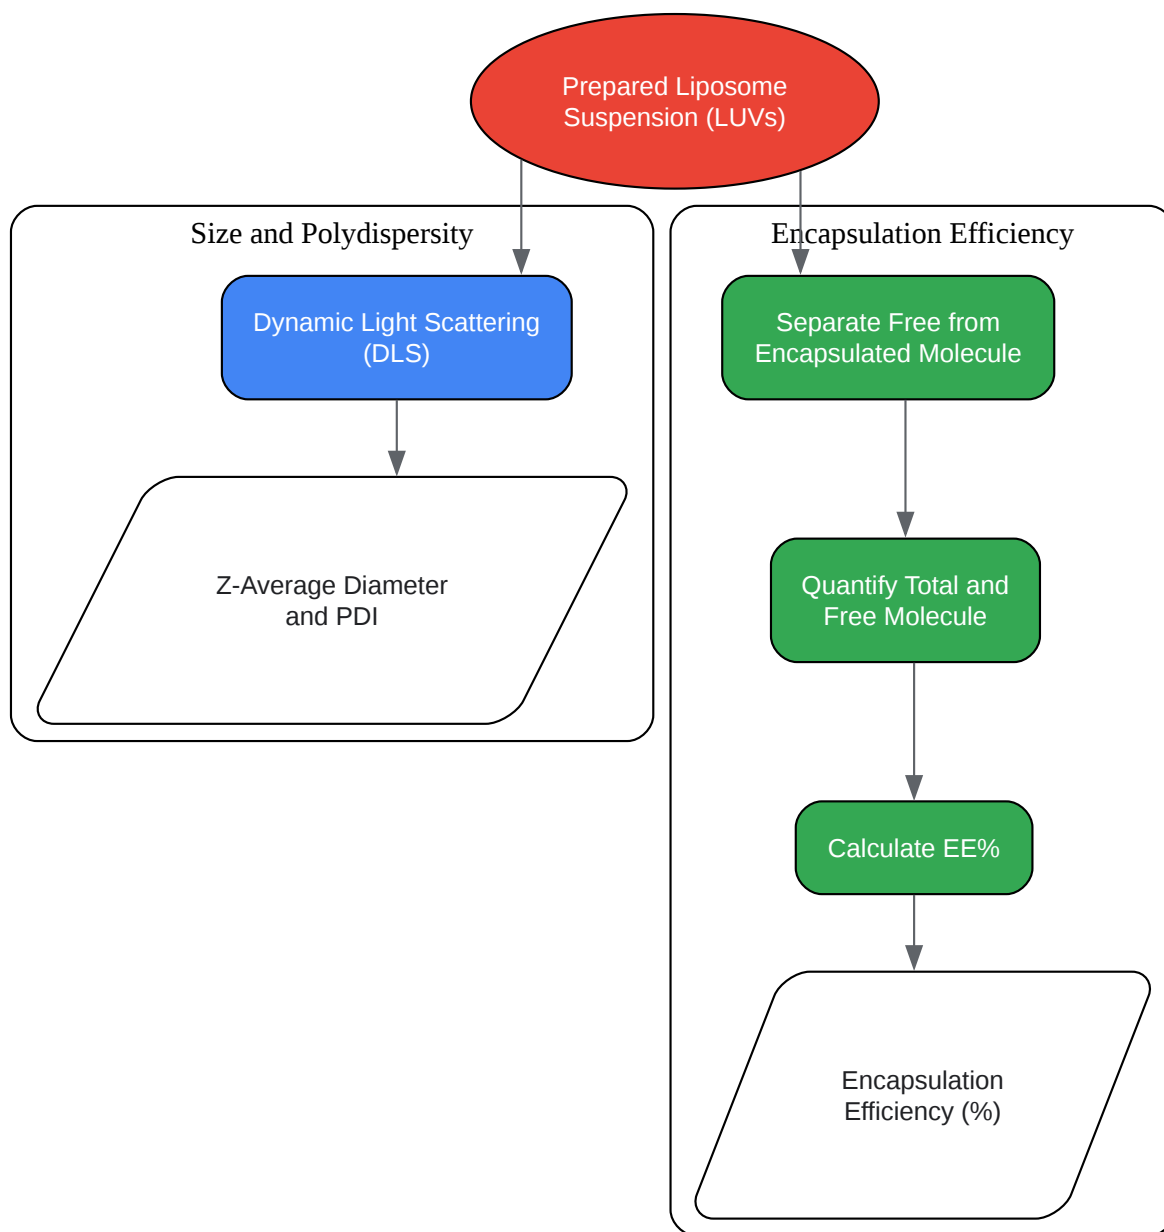 Prepared Liposome
Suspension (LUVs)
Size and Polydispersity
Dynamic Light Scattering
(DLS)
Z-Average Diameter
and PDI
Encapsulation Efficiency
Separate Free from
Encapsulated Molecule
Quantify Total and
Free Molecule
Calculate EE%
Encapsulation
Efficiency (%)